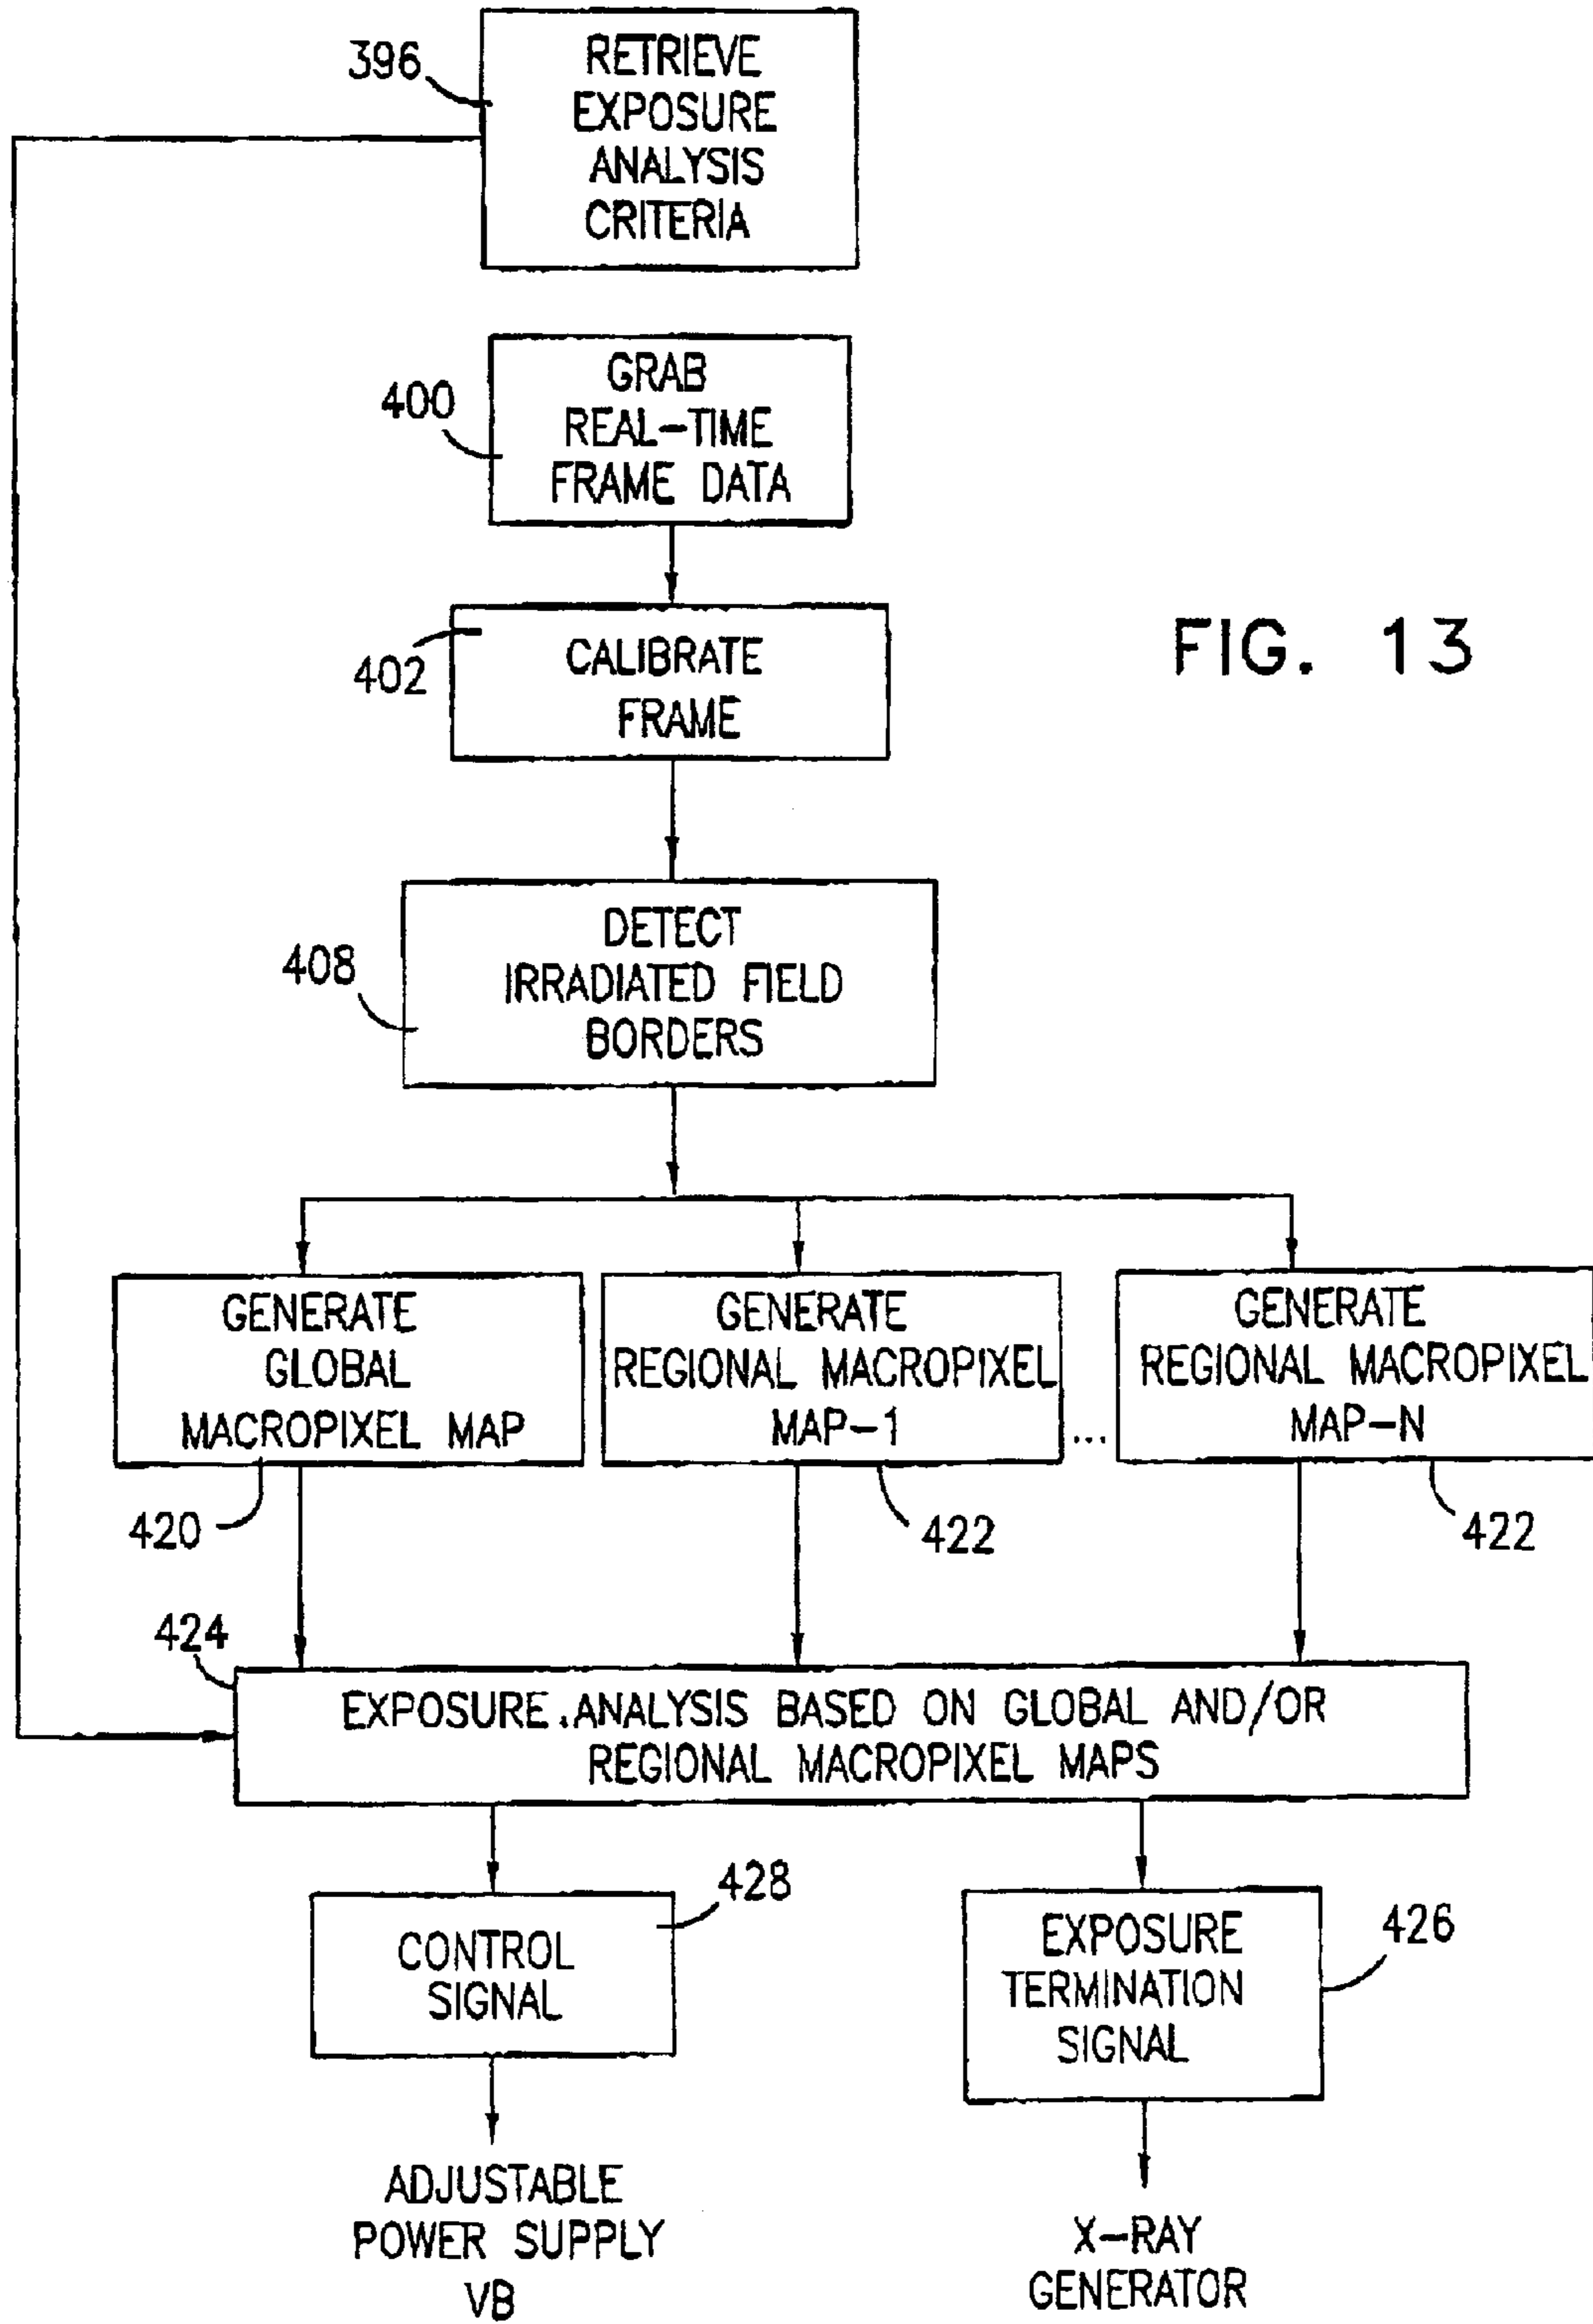 396
RETRIEVE
EXPOSURE
ANALYSIS
CRITERIA
400
GRAB
REAL-TIME
FRAME DATA
402
CALIBRATE
FRAME
FIG. 13
408
DETECT
IRRADIATED FIELD
BORDERS
GENERATE
GLOBAL
MACROPIXEL MAP
420
GENERATE
REGIONAL MACROPIXEL
MAP-1
422
...
GENERATE
REGIONAL MACROPIXEL
MAP-N
422
424
EXPOSURE.ANALYSIS BASED ON GLOBAL AND/OR
REGIONAL MACROPIXEL MAPS
428
CONTROL
SIGNAL
426
EXPOSURE
TERMINATION
SIGNAL
ADJUSTABLE
POWER SUPPLY
VB
X-RAY
GENERATOR